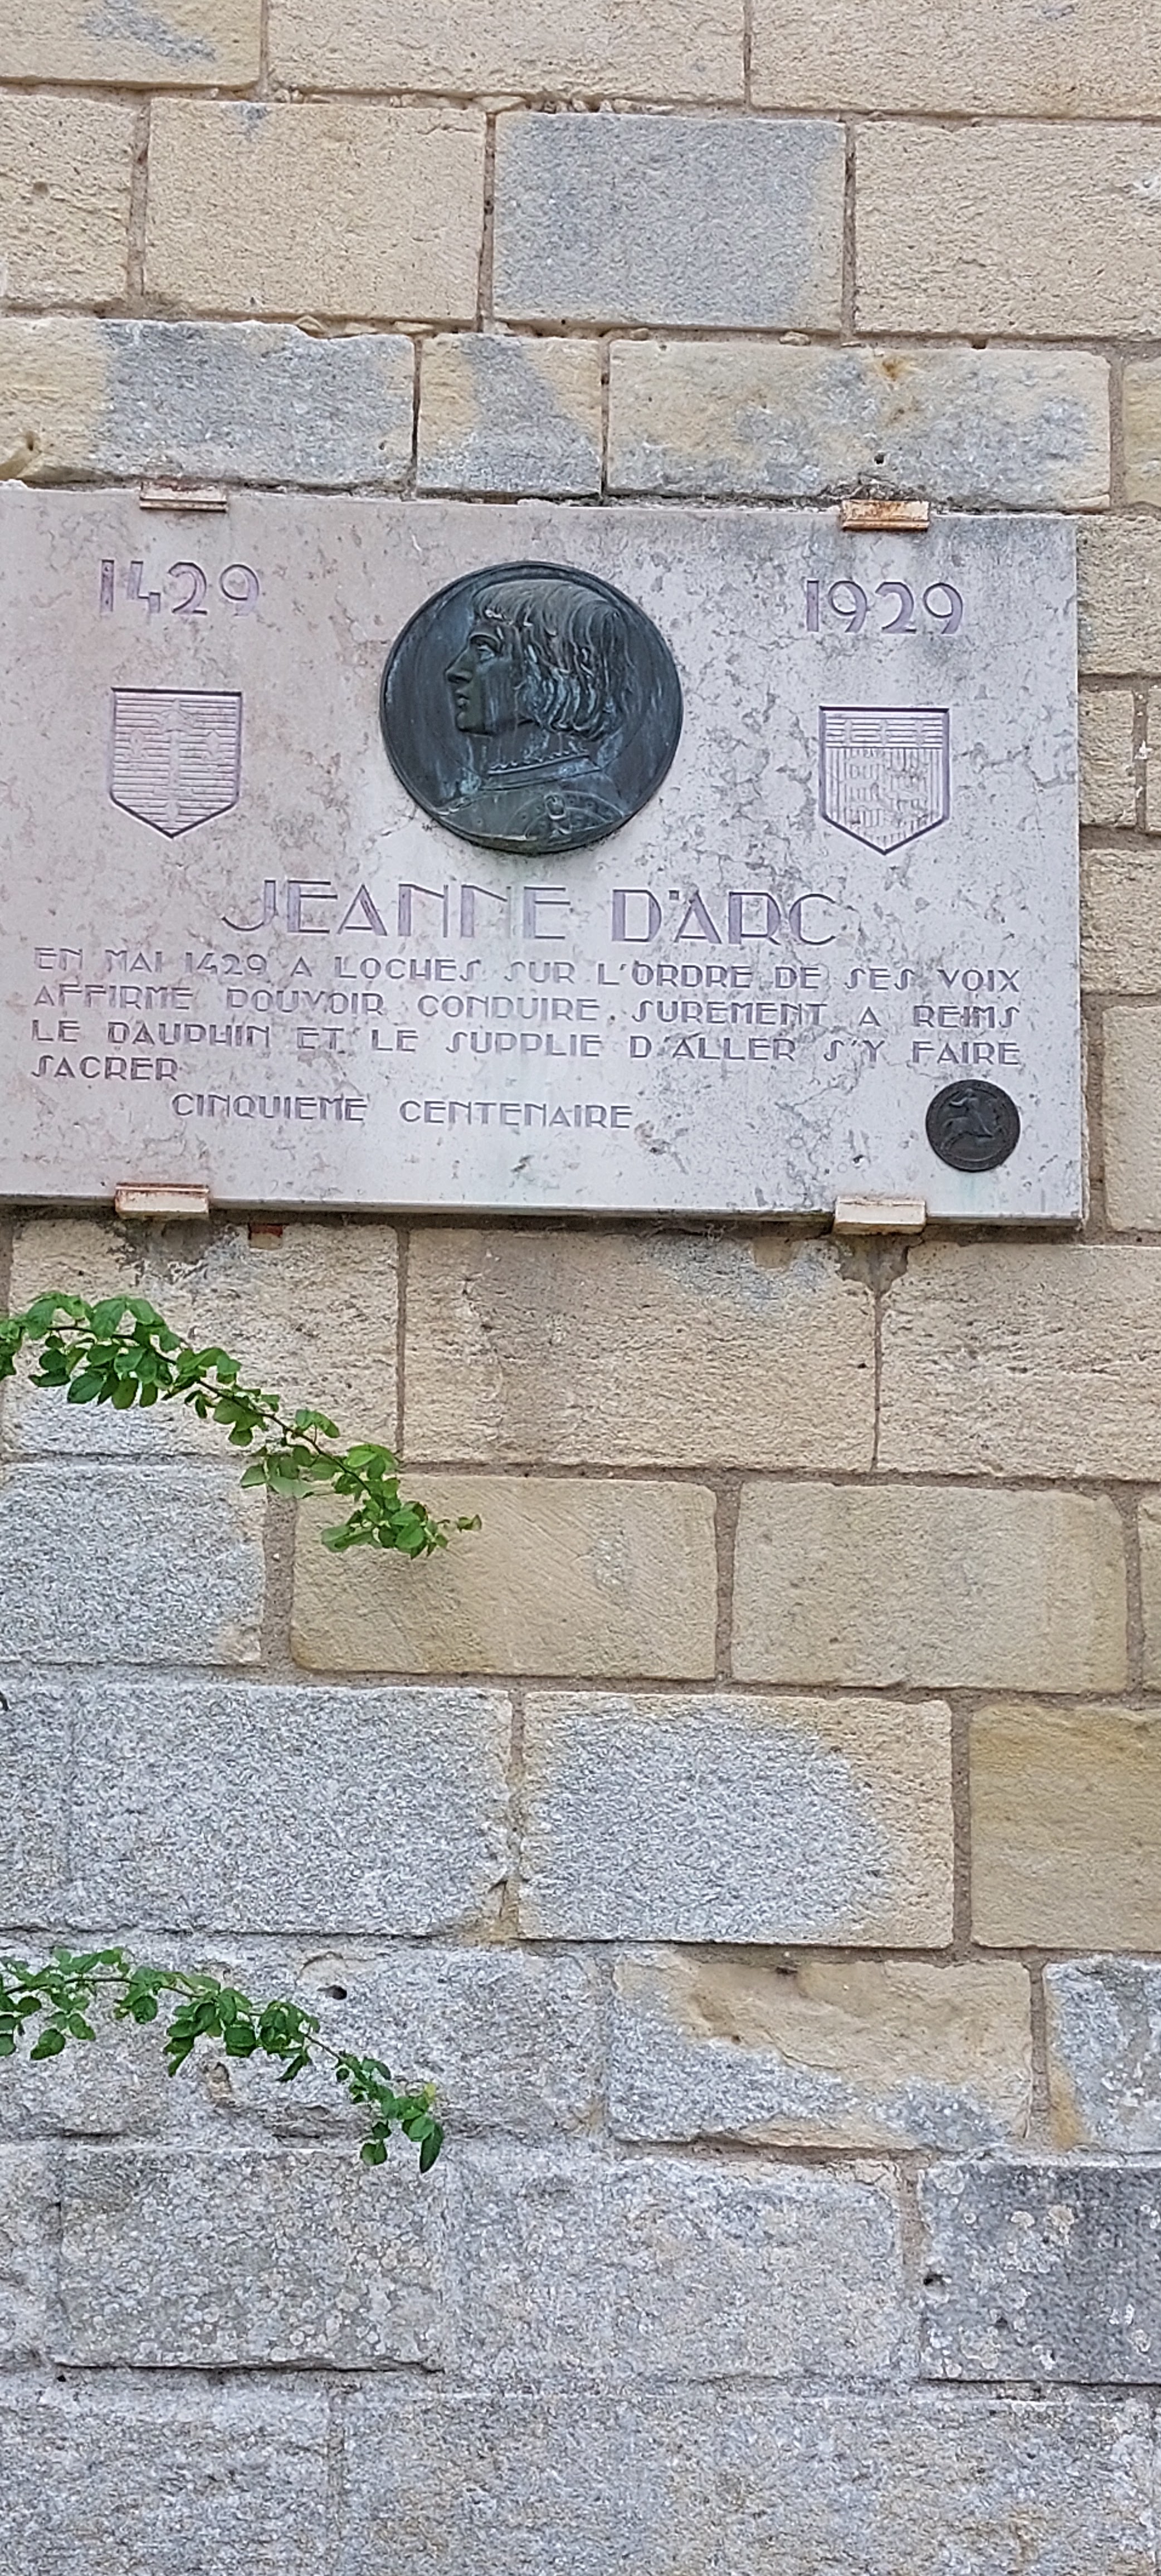 1429
1929
JEANNE D'ARC
EN MAI 1429 A LOCHES SUR L'ORDRE DE SES VOIX
AFFIRME POUVOIR CONDUIRE SUREMENT A REIMS
LE DAUPHIN ET LE SUPPLIE D'ALLER S'Y FAIRE
SACRER
CINQUIEME CENTENAIRE